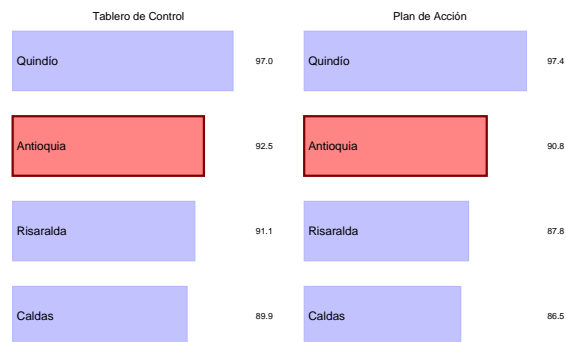 Tablero de Control
Quindío 97.0
Antioquia 92.5
Risaralda 91.1
Caldas 89.9
Plan de Acción
Quindío 97.4
Antioquia 90.8
Risaralda 87.8
Caldas 86.5